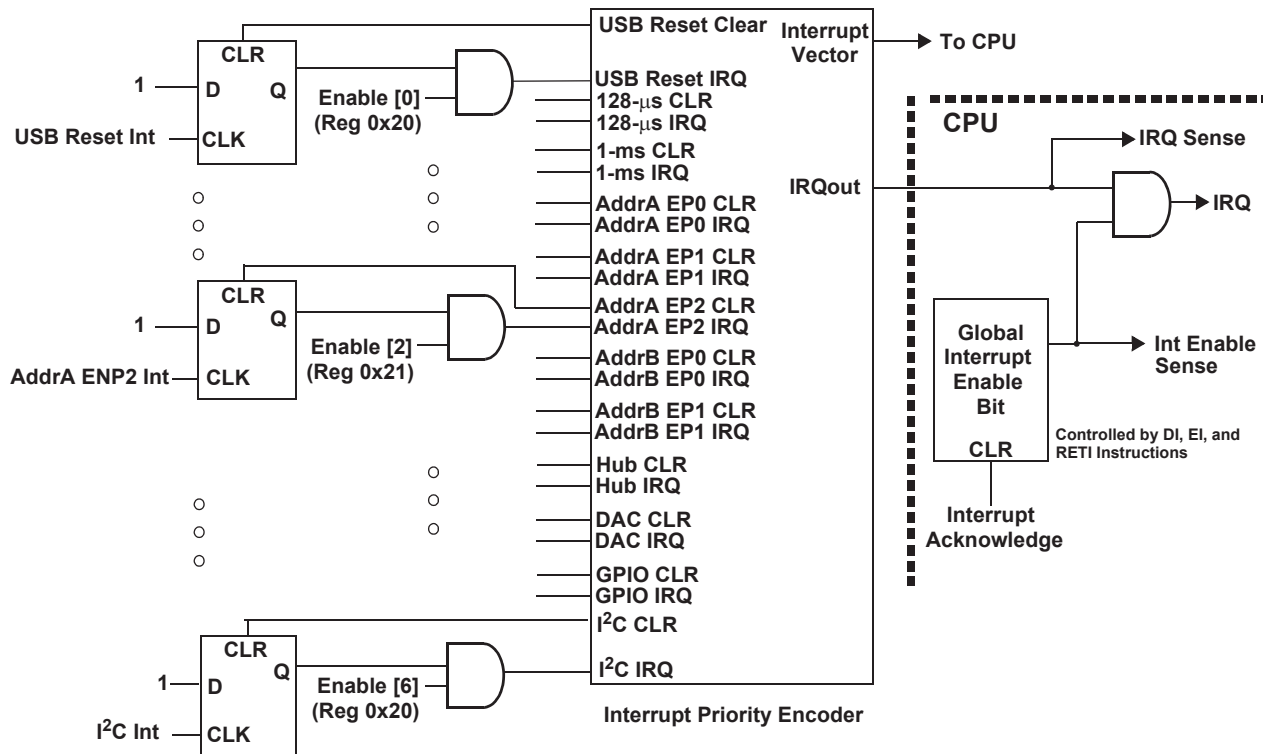 CLR
D
Q
CLK
1
USB Reset Int
Enable [0]
(Reg 0x20)
CLR
D
Q
CLK
1
AddrA ENP2 Int
Enable [2]
(Reg 0x21)
CLR
D
Q
CLK
1
I²C Int
Enable [6]
(Reg 0x20)
USB Reset Clear
USB Reset IRQ
128-μs CLR
128-μs IRQ
1-ms CLR
1-ms IRQ
AddrA EP0 CLR
AddrA EP0 IRQ
AddrA EP1 CLR
AddrA EP1 IRQ
AddrA EP2 CLR
AddrA EP2 IRQ
AddrB EP0 CLR
AddrB EP0 IRQ
AddrB EP1 CLR
AddrB EP1 IRQ
Hub CLR
Hub IRQ
DAC CLR
DAC IRQ
GPIO CLR
GPIO IRQ
I²C CLR
I²C IRQ
Interrupt
Vector
IRQout
Interrupt Priority Encoder
To CPU
CPU
IRQ Sense
IRQ
Global
Interrupt
Enable
Bit
CLR
Int Enable
Sense
Controlled by DI, EI, and
RETI Instructions
Interrupt
Acknowledge